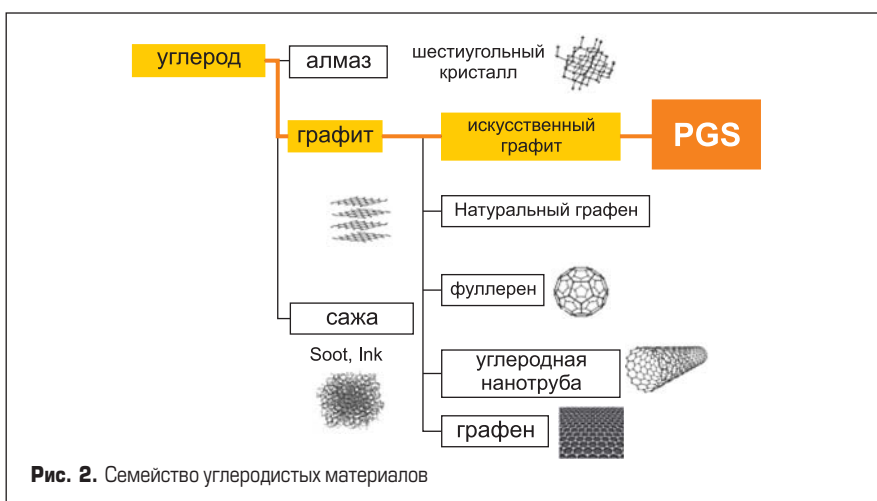 углерод
алмаз
шестиугольный
кристалл
графит
искусственный
графит
PGS
Натуральный графен
фуллерен
сажа
Soot, Ink
углеродная
нанотруба
графен
Рис. 2. Семейство углеродистых материалов